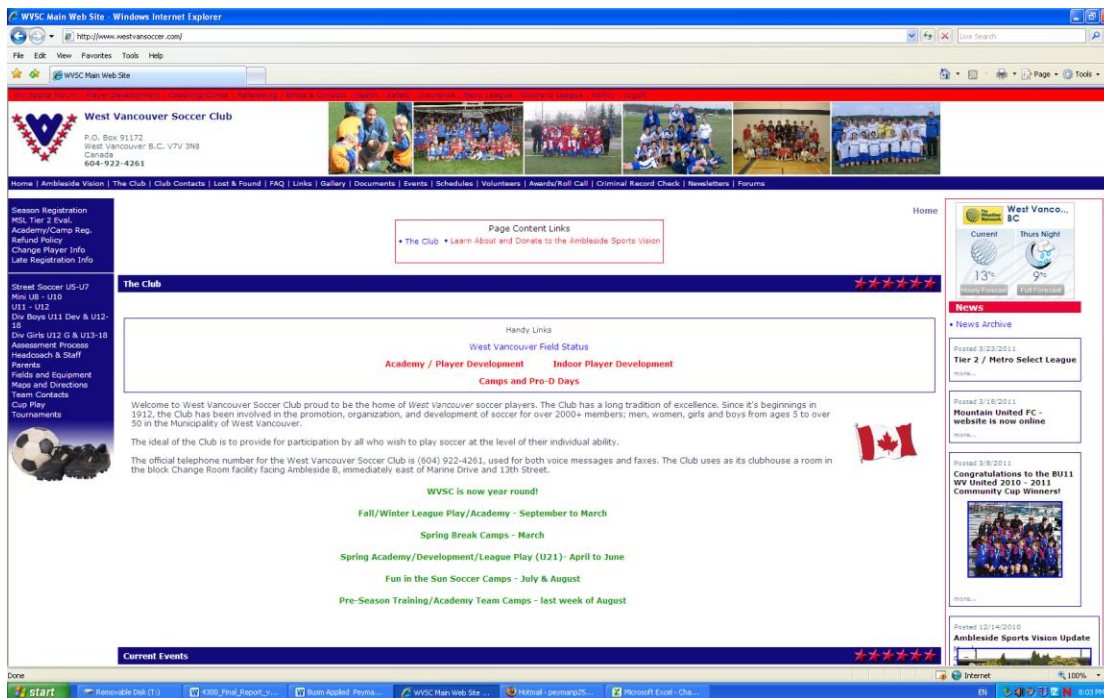 WVSC Main Web Site - Windows Internet Explorer
http://www.westvansoccer.com/
Live Search
File Edit View Favorites Tools Help
WVSC Main Web Site
Page Tools
West Vancouver Soccer Club
P.O. Box 91172
West Vancouver B.C. V7V 3N8
Canada
604-922-4261
Home | Ambleside Vision | The Club | Club Contacts | Lost & Found | FAQ | Links | Gallery | Documents | Events | Schedules | Volunteers | Awards/Roll Call | Criminal Record Check | Newsletters | Forums
Season Registration
MSL Tier 2 Eval.
Academy/Camp Reg.
Refund Policy
Change Player Info
Late Registration Info
Street Soccer U5-U7
Mini U8 - U10
U11 - U12
Div Boys U11 Dev & U12-
18
Div Girls U12 G & U13-18
Assessment Process
Headcoach & Staff
Parents
Fields and Equipment
Maps and Directions
Team Contacts
Cup Play
Tournaments
Home
Page Content Links
• The Club • Learn About and Donate to the Ambleside Sports Vision
The Club
Handy Links
West Vancouver Field Status
Academy / Player Development Indoor Player Development
Camps and Pro-D Days
Welcome to West Vancouver Soccer Club proud to be the home of West Vancouver soccer players. The Club has a long tradition of excellence. Since it's beginnings in
1912, the Club has been involved in the promotion, organization, and development of soccer for over 2000+ members; men, women, girls and boys from ages 5 to over
50 in the Municipality of West Vancouver.
The ideal of the Club is to provide for participation by all who wish to play soccer at the level of their individual ability.
The official telephone number for the West Vancouver Soccer Club is (604) 922-4261, used for both voice messages and faxes. The Club uses as its clubhouse a room in
the block Change Room facility facing Ambleside B, immediately east of Marine Drive and 13th Street.
WVSC is now year round!
Fall/Winter League Play/Academy - September to March
Spring Break Camps - March
Spring Academy/Development/League Play (U21)- April to June
Fun in the Sun Soccer Camps - July & August
Pre-Season Training/Academy Team Camps - last week of August
Current Events
The Weather Network
West Vanco..,
BC
Current Thurs Night
13°c 9°c
Hourly Forecast Full Forecast
News
• News Archive
Posted 3/23/2011
Tier 2 / Metro Select League
more...
Posted 3/18/2011
Mountain United FC -
website is now online
more...
Posted 3/8/2011
Congratulations to the BU11
WV United 2010 - 2011
Community Cup Winners!
more...
Posted 12/14/2010
Ambleside Sports Vision Update
Done
Internet 100%
start
Removable Disk (T:)
4300_Final_Report_v...
Busm Applied Peyma...
WVSC Main Web Site ...
Hotmail - peymanp25...
Microsoft Excel - Cha...
EN
8:03 PM